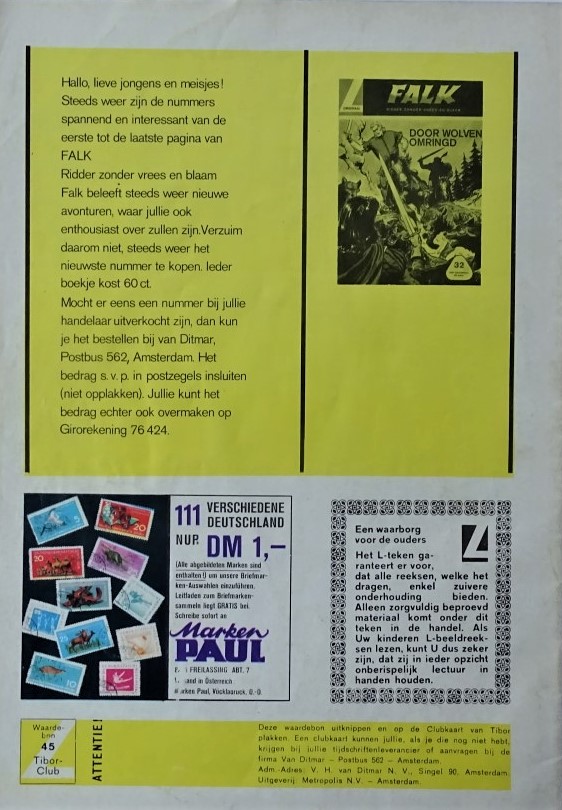 Hallo, lieve jongens en meisjes!
Steeds weer zijn de nummers
spannend en interessant van de
eerste tot de laatste pagina van
FALK
Ridder zonder vrees en blaam
Falk beleeft steeds weer nieuwe
avonturen, waar jullie ook
enthousiast over zullen zijn.Verzuim
daarom niet, steeds weer het
nieuwste nummer te kopen. Ieder
boekje kost 60 ct.
Mocht er eens een nummer bij jullie
handelaar uitverkocht zijn, dan kun
je het bestellen bij van Ditmar,
Postbus 562, Amsterdam. Het
bedrag s. v. p. in postzegels insluiten
(niet opplakken). Jullie kunt het
bedrag echter ook overmaken op
Girorekening 76 424.
FALK
RIDDER ZONDER VREES EN BLAAM
DOOR WOLVEN
OMRINGD
32
111 VERSCHIEDENE
DEUTSCHLAND
NUR DM 1,–
(Alle abgebildeten Marken sind
enthalten!) um unsere Briefmar-
ken-Auswahlen einzuführen.
Leitfaden zum Briefmarken-
sammeln liegt GRATIS bei.
Schreibe sofort an
Marken
PAUL
FREILASSING ABT. 7
and in Österreich
Marken Paul, Vöcklabruck, O.-Ö.
Een waarborg
voor de ouders
L
Het L-teken ga-
ranteert er voor,
dat alle reeksen, welke het
dragen, enkel zuivere
onderhouding bieden.
Alleen zorgvuldig beproevd
materiaal komt onder dit
teken in de handel. Als
Uw kinderen L-beeldreek-
sen lezen, kunt U dus zeker
zijn, dat zij in ieder opzicht
onberispelijk lectuur in
handen houden.
Waarde-
bon
45
Tibor-
Club
ATTENTIE!
Deze waardebon uitknippen en op de Clubkaart van Tibor
plakken. Een clubkaart kunnen jullie, als je die nog niet hebt,
krijgen bij jullie tijdschriftenleverancier of aanvragen bij de
firma Van Ditmar – Postbus 562 – Amsterdam.
Adm.-Adres: V. H. van Ditmar N. V., Singel 90, Amsterdam
Uitgeverij: Metropolis N.V. – Amsterdam.